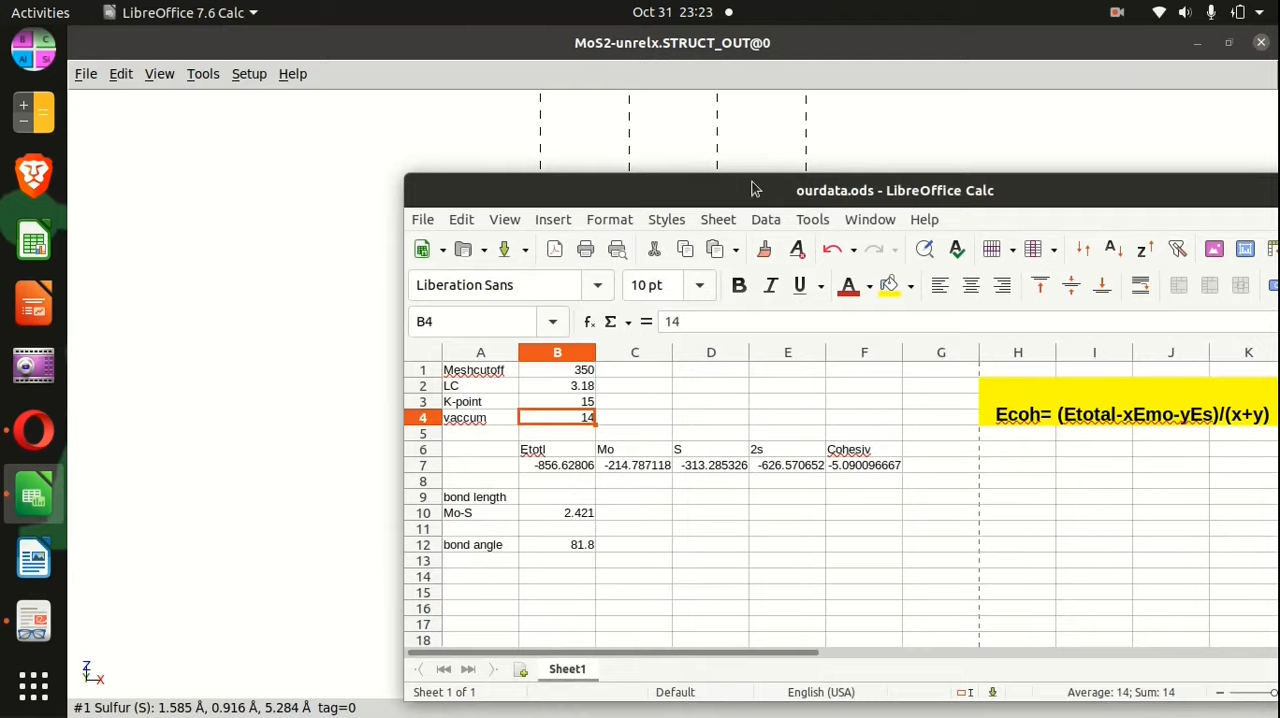 Activities LibreOffice 7.6 Calc Oct 31 23:23
MoS2-unrelx.STRUCT_OUT@0
File Edit View Tools Setup Help
ourdata.ods - LibreOffice Calc
File Edit View Insert Format Styles Sheet Data Tools Window Help
Liberation Sans 10 pt B I U A
B4 fx Σ = 14
A B C D E F G H I J K
1 Meshcutoff 350
2 LC 3.18
3 K-point 15
4 vaccum 14 Ecoh= (Etotal-xEmo-yEs)/(x+y)
5
6 Etotl Mo S 2s Cohesiv
7 -856.62806 -214.787118 -313.285326 -626.570652 -5.090096667
8
9 bond length
10 Mo-S 2.421
11
12 bond angle 81.8
13
14
15
16
17
18
Sheet1
Sheet 1 of 1 Default English (USA) Average: 14; Sum: 14
Z
Y X
#1 Sulfur (S): 1.585 Å, 0.916 Å, 5.284 Å tag=0